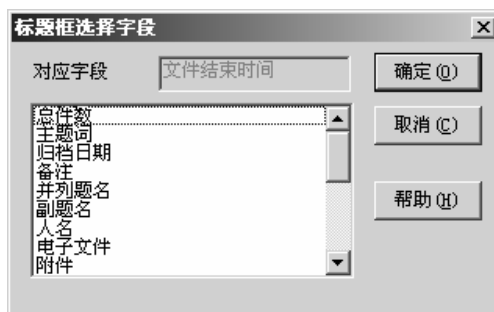 标题框选择字段
对应字段
文件结束时间
确定(O)
总件数
主题词
归档日期
备注
并列题名
副题名
人名
电子文件
附件
取消(C)
帮助(H)